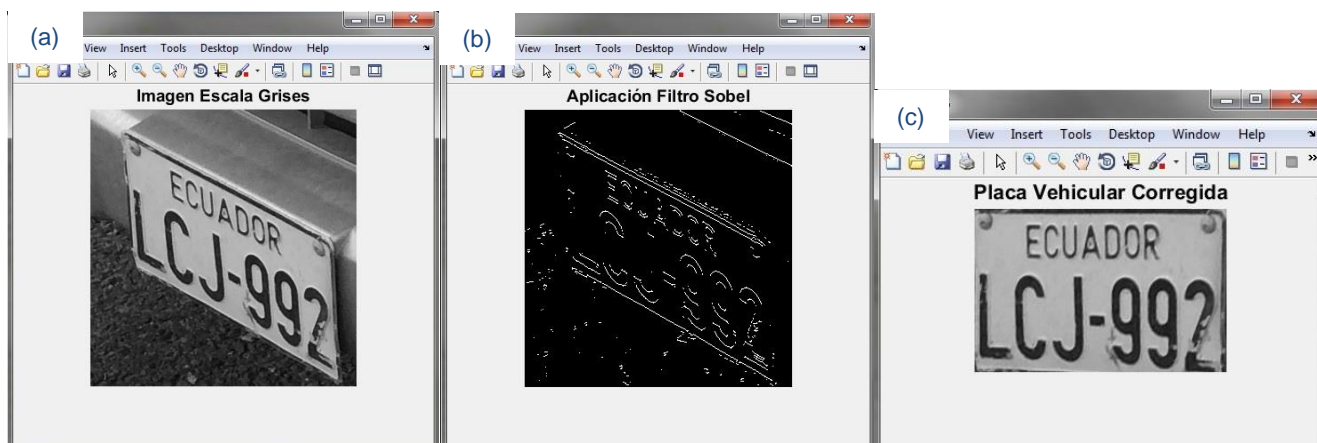 (a)
View Insert Tools Desktop Window Help
Imagen Escala Grises
ECUADOR
LCJ-992
(b)
View Insert Tools Desktop Window Help
Aplicación Filtro Sobel
(c)
View Insert Tools Desktop Window Help
Placa Vehicular Corregida
ECUADOR
LCJ-992